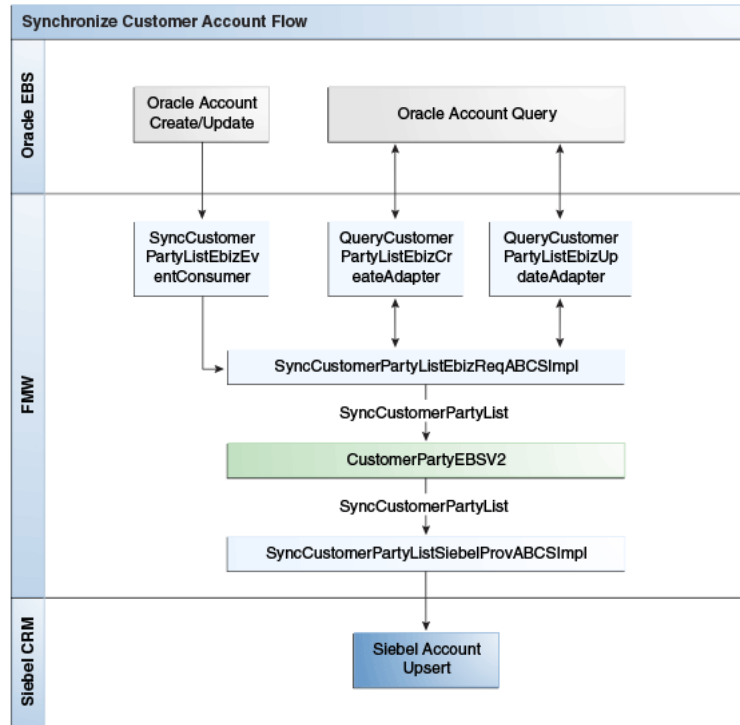 Synchronize Customer Account Flow
Oracle EBS
Oracle Account
Create/Update
Oracle Account Query
FMW
SyncCustomer
PartyListEbizEv
entConsumer
QueryCustomer
PartyListEbizCr
eateAdapter
QueryCustomer
PartyListEbizUp
dateAdapter
SyncCustomerPartyListEbizReqABCSImpl
SyncCustomerPartyList
CustomerPartyEBSV2
SyncCustomerPartyList
SyncCustomerPartyListSiebelProvABCSImpl
Siebel CRM
Siebel Account
Upsert